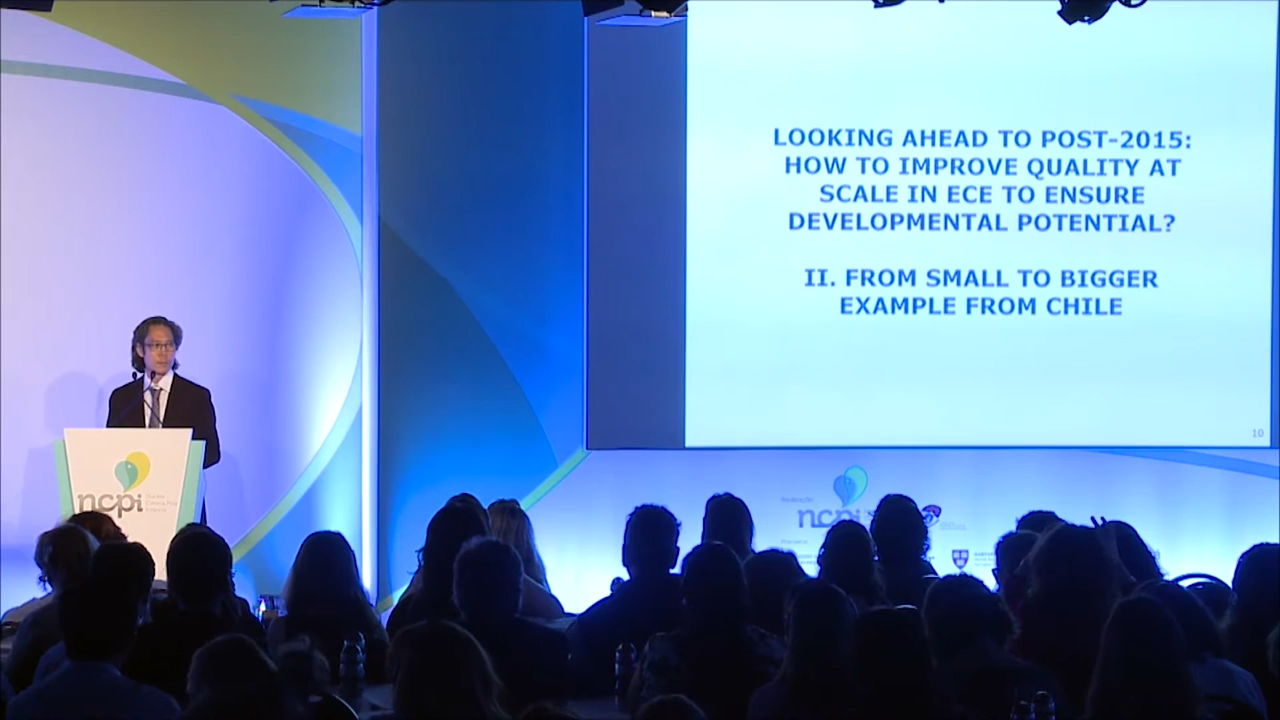 LOOKING AHEAD TO POST-2015:
HOW TO IMPROVE QUALITY AT
SCALE IN ECE TO ENSURE
DEVELOPMENTAL POTENTIAL?
II. FROM SMALL TO BIGGER
EXAMPLE FROM CHILE
10
ncpi
ncpi